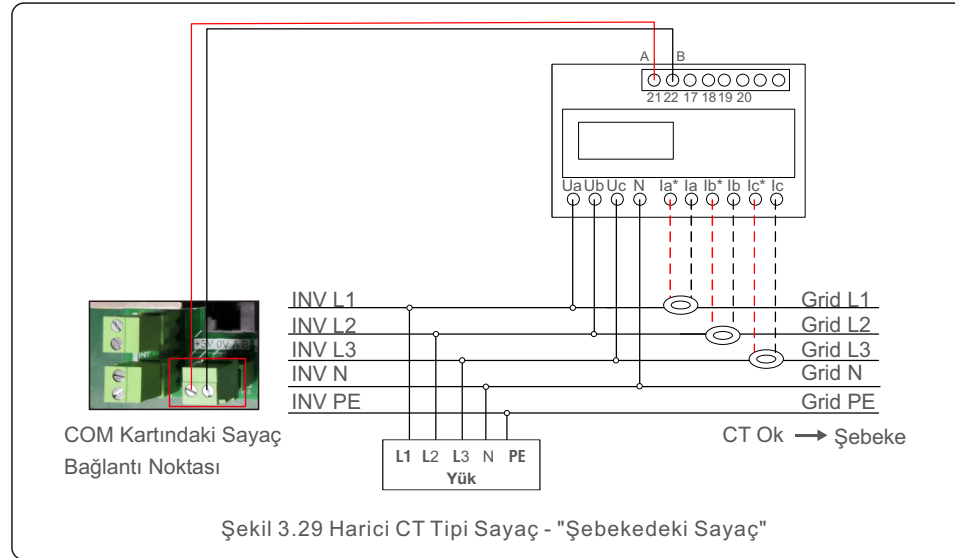 A B
21 22 17 18 19 20
Ua Ub Uc N Ia* Ia Ib* Ib Ic* Ic
INV L1 Grid L1
INV L2 Grid L2
INV L3 Grid L3
INV N Grid N
INV PE Grid PE
0V A B
COM Kartındaki Sayaç
Bağlantı Noktası
CT Ok → Şebeke
L1 L2 L3 N PE
Yük
Şekil 3.29 Harici CT Tipi Sayaç - "Şebekedeki Sayaç"